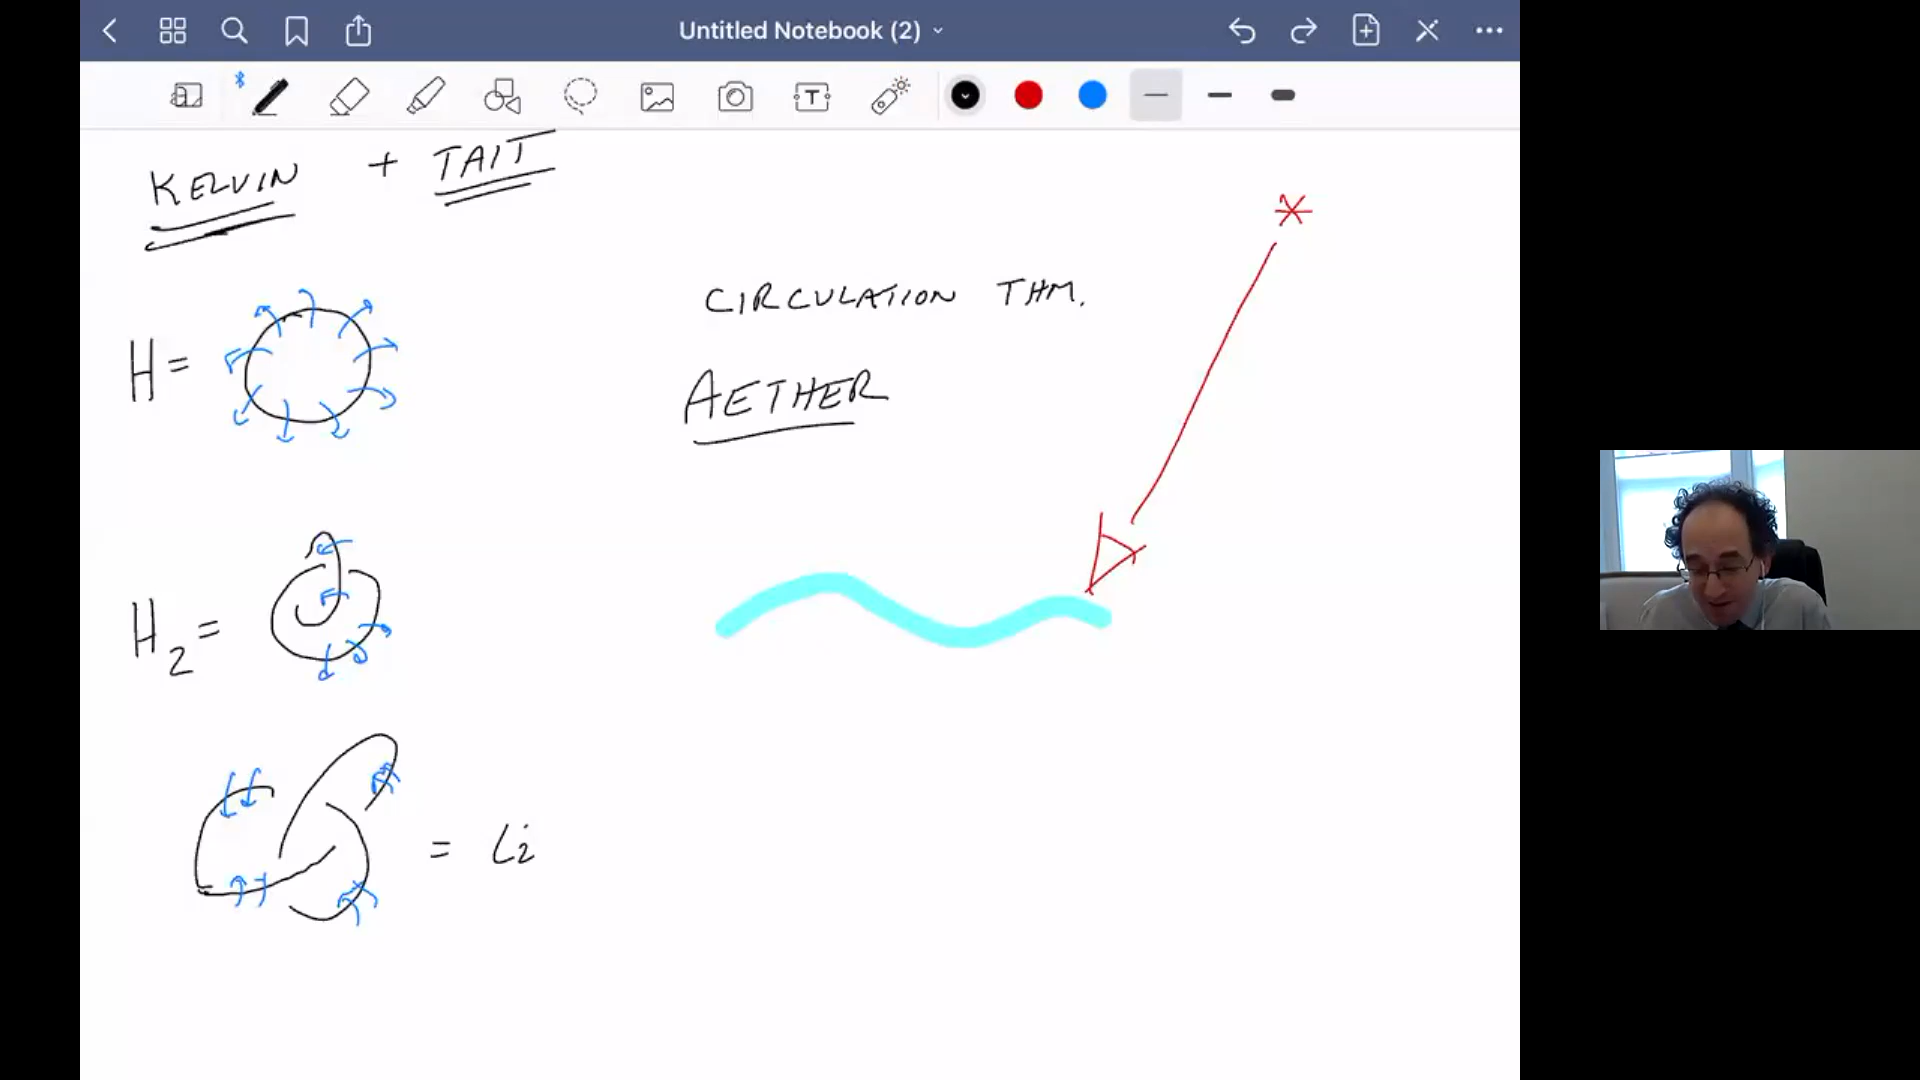 Untitled Notebook (2)
T
KELVIN + TAIT
CIRCULATION THM.
H =
AETHER
H2 =
= Li